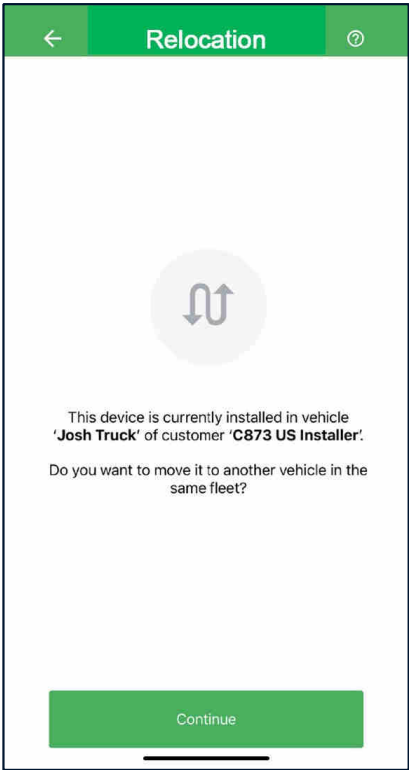 Relocation
This device is currently installed in vehicle
'Josh Truck' of customer 'C873 US Installer'.
Do you want to move it to another vehicle in the
same fleet?
Continue